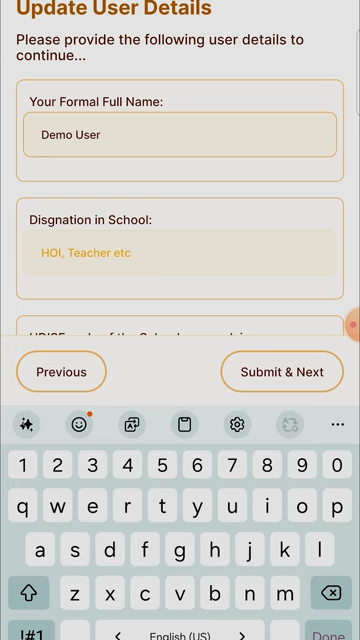 Update User Details
Please provide the following user details to
continue...
Your Formal Full Name:
Demo User
Disgnation in School:
HOI, Teacher etc
Previous
Submit & Next
1 2 3 4 5 6 7 8 9 0
q w e r t y u i o p
a s d f g h j k l
z x c v b n m
!#1 < English (US) > Done